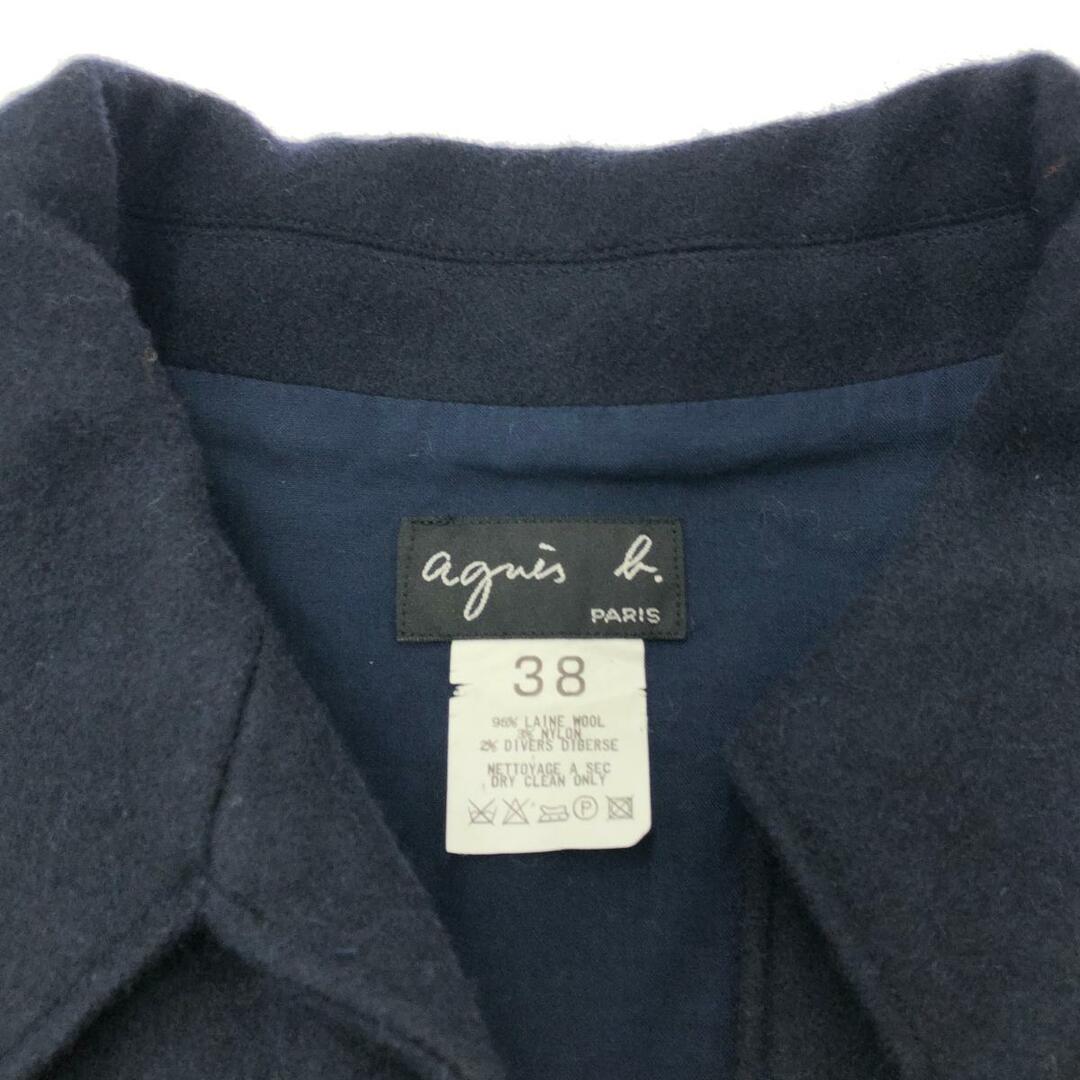 agnès b.
PARIS
38
95% LAINE WOOL
3% NYLON
2% DIVERS DIBERSE
NETTOYAGE A SEC
DRY CLEAN ONLY
P